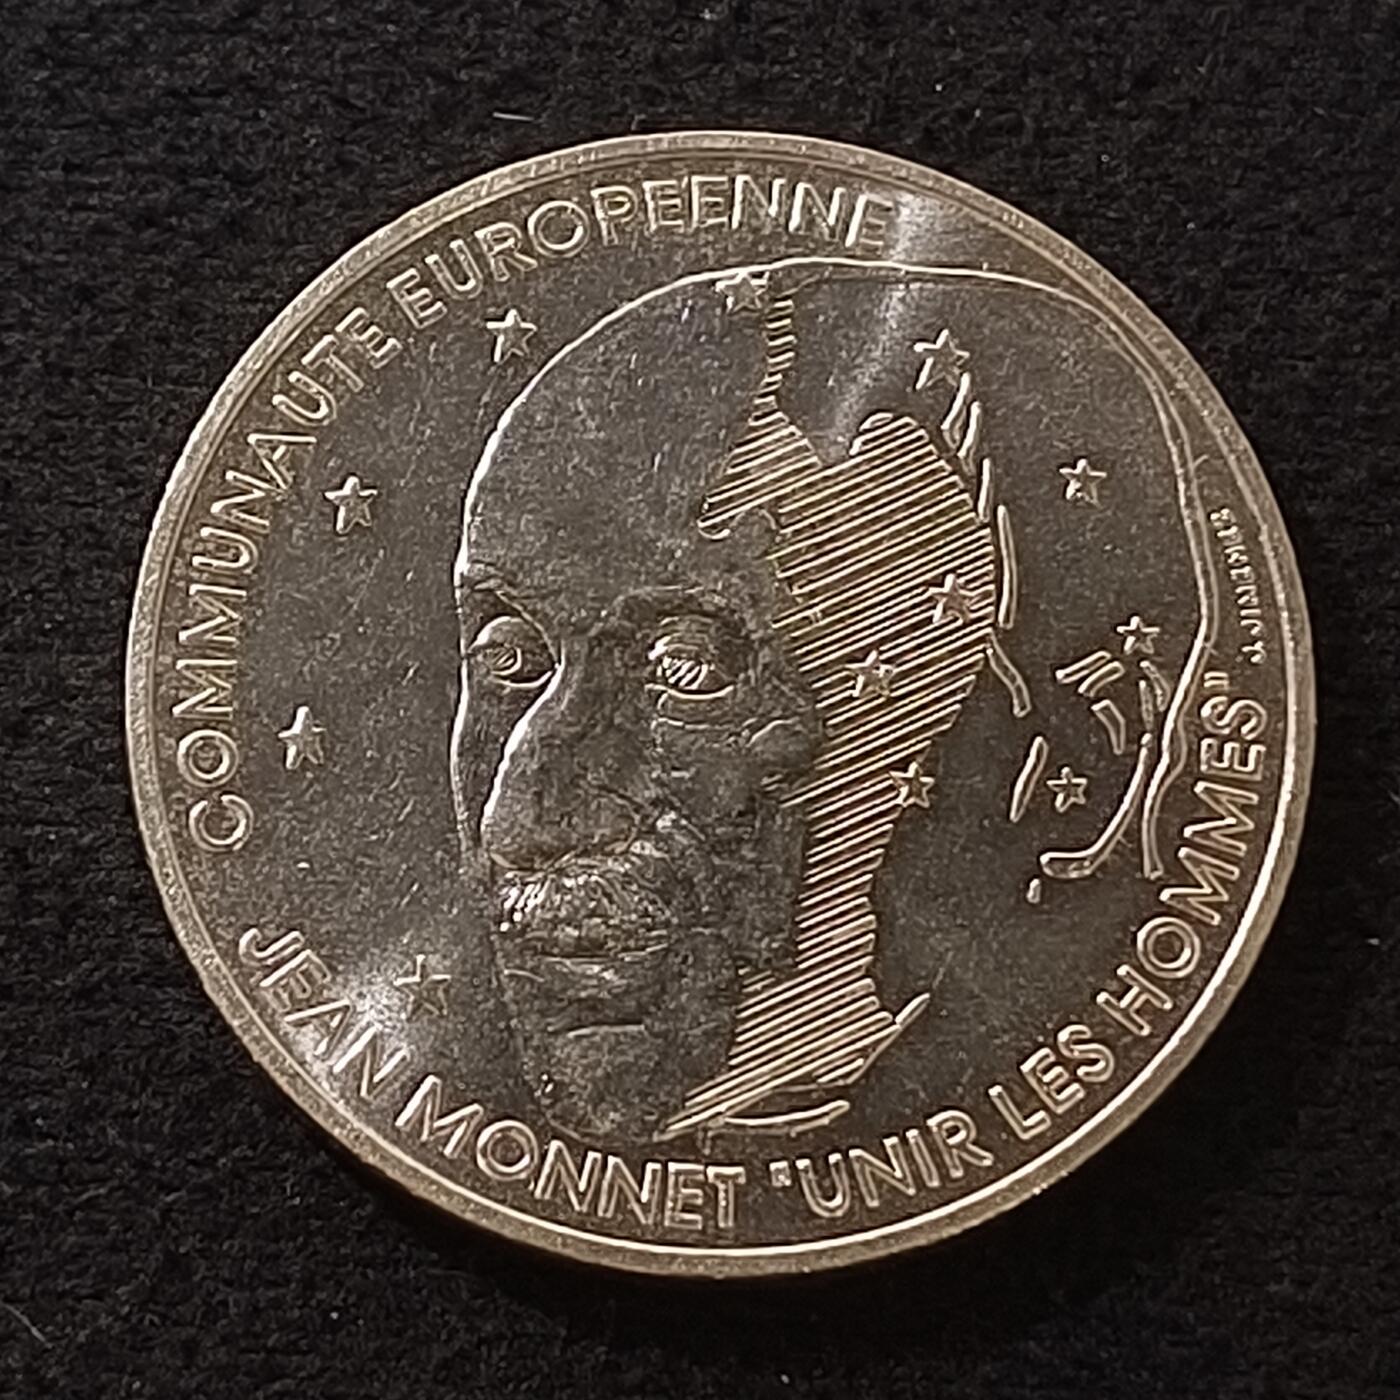 COMMUNAUTE EUROPEENNE
JEAN MONNET "UNIR LES HOMMES"